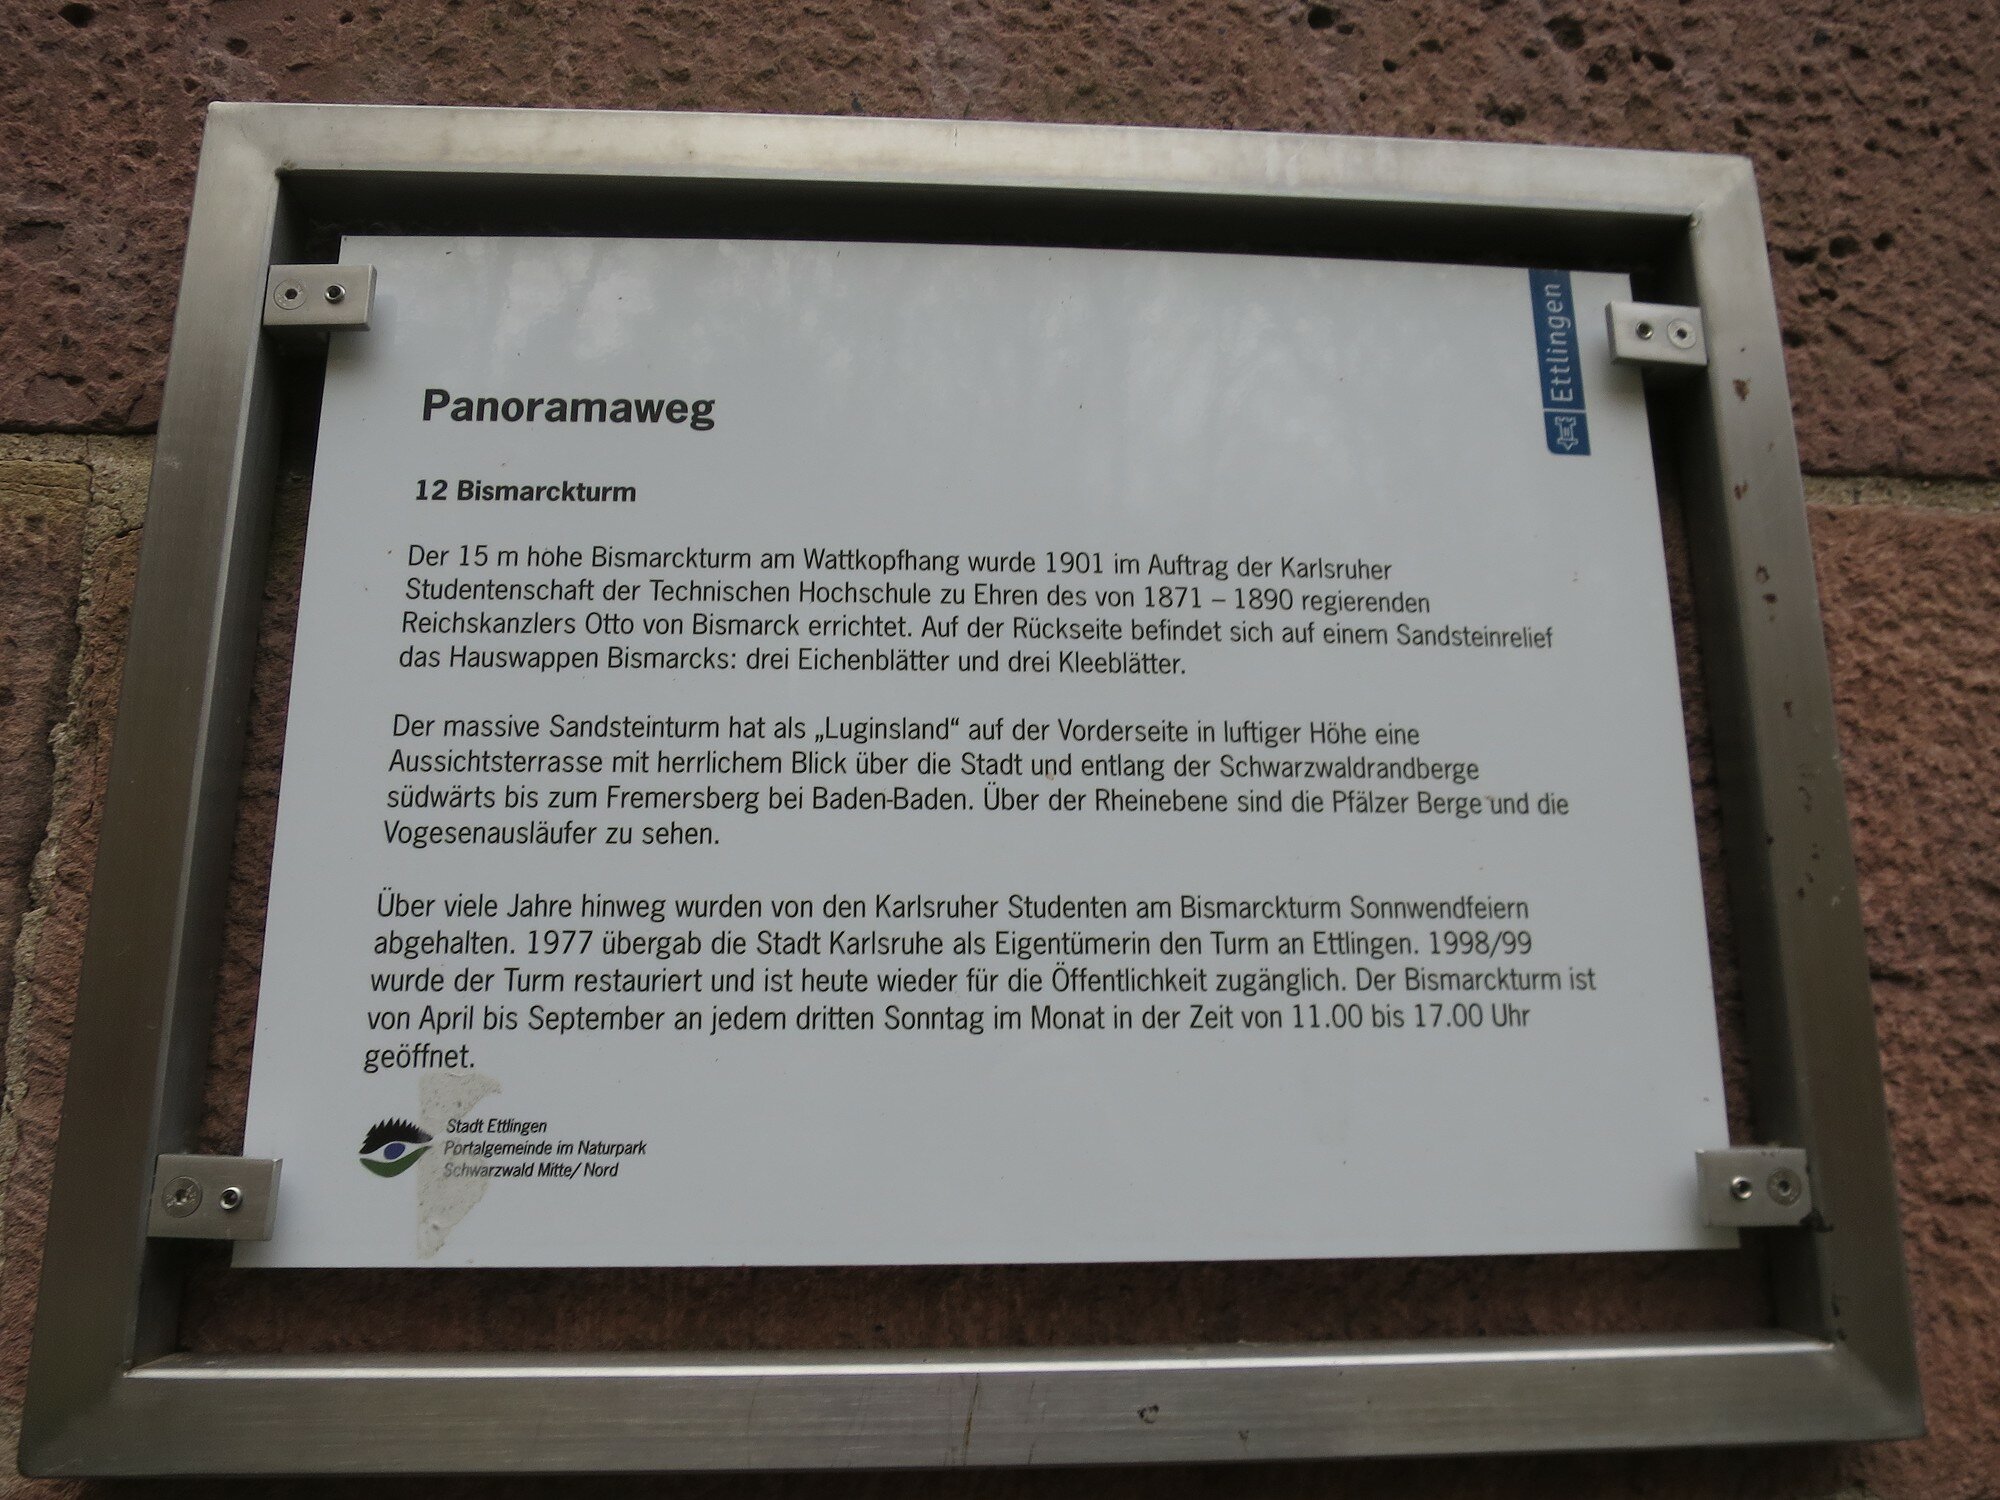 Ettlingen
Panoramaweg
12 Bismarckturm
Der 15 m hohe Bismarckturm am Wattkopfhang wurde 1901 im Auftrag der Karlsruher
Studentenschaft der Technischen Hochschule zu Ehren des von 1871 – 1890 regierenden
Reichskanzlers Otto von Bismarck errichtet. Auf der Rückseite befindet sich auf einem Sandsteinrelief
das Hauswappen Bismarcks: drei Eichenblätter und drei Kleeblätter.
Der massive Sandsteinturm hat als „Luginsland“ auf der Vorderseite in luftiger Höhe eine
Aussichtsterrasse mit herrlichem Blick über die Stadt und entlang der Schwarzwaldrandberge
südwärts bis zum Fremersberg bei Baden-Baden. Über der Rheinebene sind die Pfälzer Berge und die
Vogesenausläufer zu sehen.
Über viele Jahre hinweg wurden von den Karlsruher Studenten am Bismarckturm Sonnwendfeiern
abgehalten. 1977 übergab die Stadt Karlsruhe als Eigentümerin den Turm an Ettlingen. 1998/99
wurde der Turm restauriert und ist heute wieder für die Öffentlichkeit zugänglich. Der Bismarckturm ist
von April bis September an jedem dritten Sonntag im Monat in der Zeit von 11.00 bis 17.00 Uhr
geöffnet.
Stadt Ettlingen
Portalgemeinde im Naturpark
Schwarzwald Mitte/ Nord